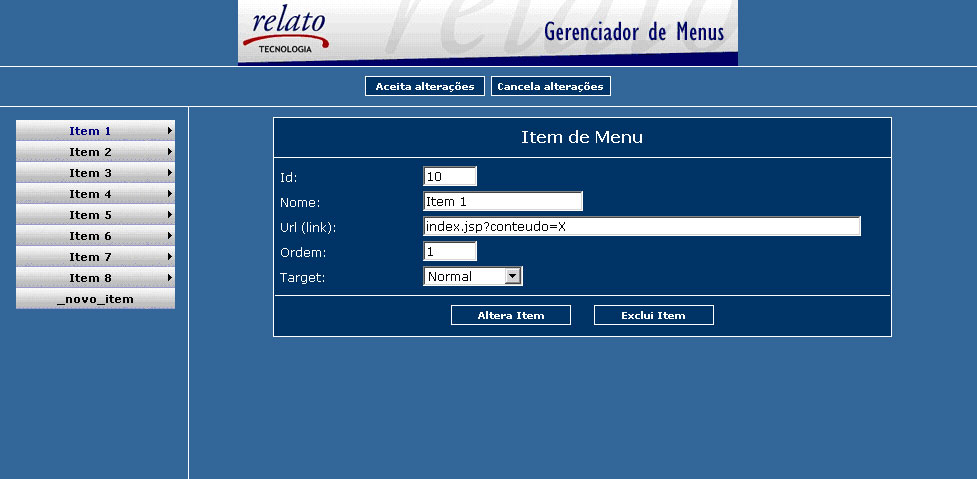 relato
TECNOLOGIA
Gerenciador de Menus
Aceita alterações Cancela alterações
Item 1
Item 2
Item 3
Item 4
Item 5
Item 6
Item 7
Item 8
_novo_item
Item de Menu
Id: 10
Nome: Item 1
Url (link): index.jsp?conteudo=X
Ordem: 1
Target: Normal
Altera Item Exclui Item